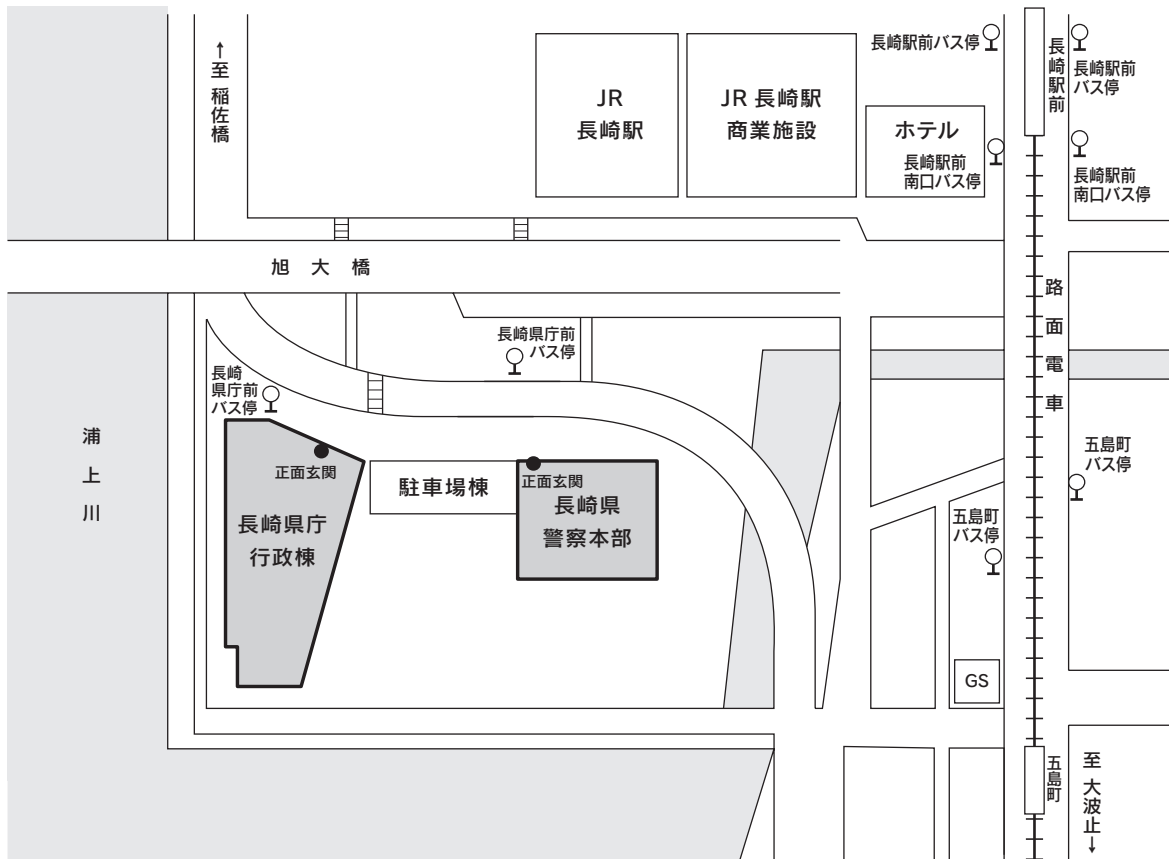 ↑至 稲佐橋
JR
長崎駅
JR 長崎駅
商業施設
長崎駅前バス停
ホテル
長崎駅前
南口バス停
長崎駅前
長崎駅前
バス停
長崎駅前
南口バス停
旭大橋
路面電車
長崎県庁前
バス停
長崎
県庁前
バス停
浦上川
正面玄関
長崎県庁
行政棟
駐車場棟
正面玄関
長崎県
警察本部
五島町
バス停
五島町
バス停
GS
五島町
至 大波止→